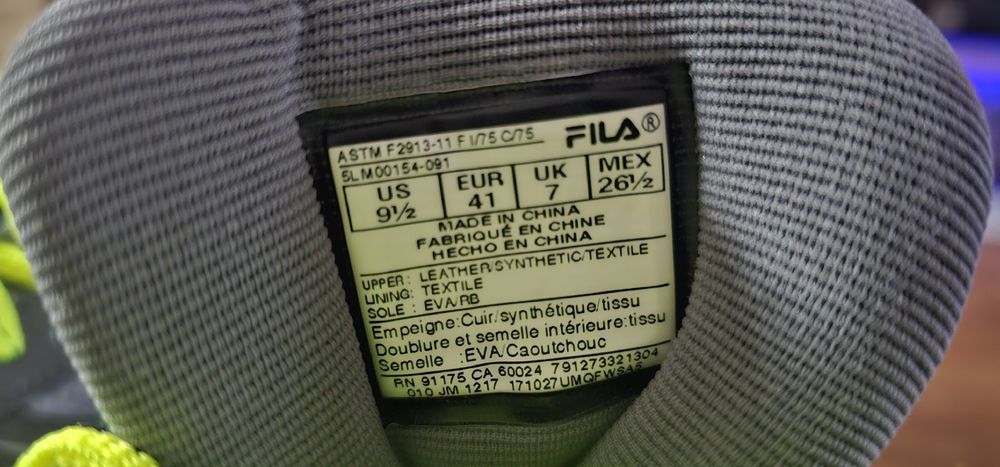 ASTM F2913-11 F I/75 C/75 FILA®
5LM00154-091
US EUR UK MEX
9½ 41 7 26½
MADE IN CHINA
FABRIQUÉ EN CHINE
HECHO EN CHINA
UPPER: LEATHER/SYNTHETIC/TEXTILE
LINING: TEXTILE
SOLE : EVA/RB
Empeigne:Cuir/synthétique/tissu
Doublure et semelle intérieure:tissu
Semelle :EVA/Caoutchouc
RN 91175 CA 60024 791273321304
010 JM 1217 171027UMQFWSAS